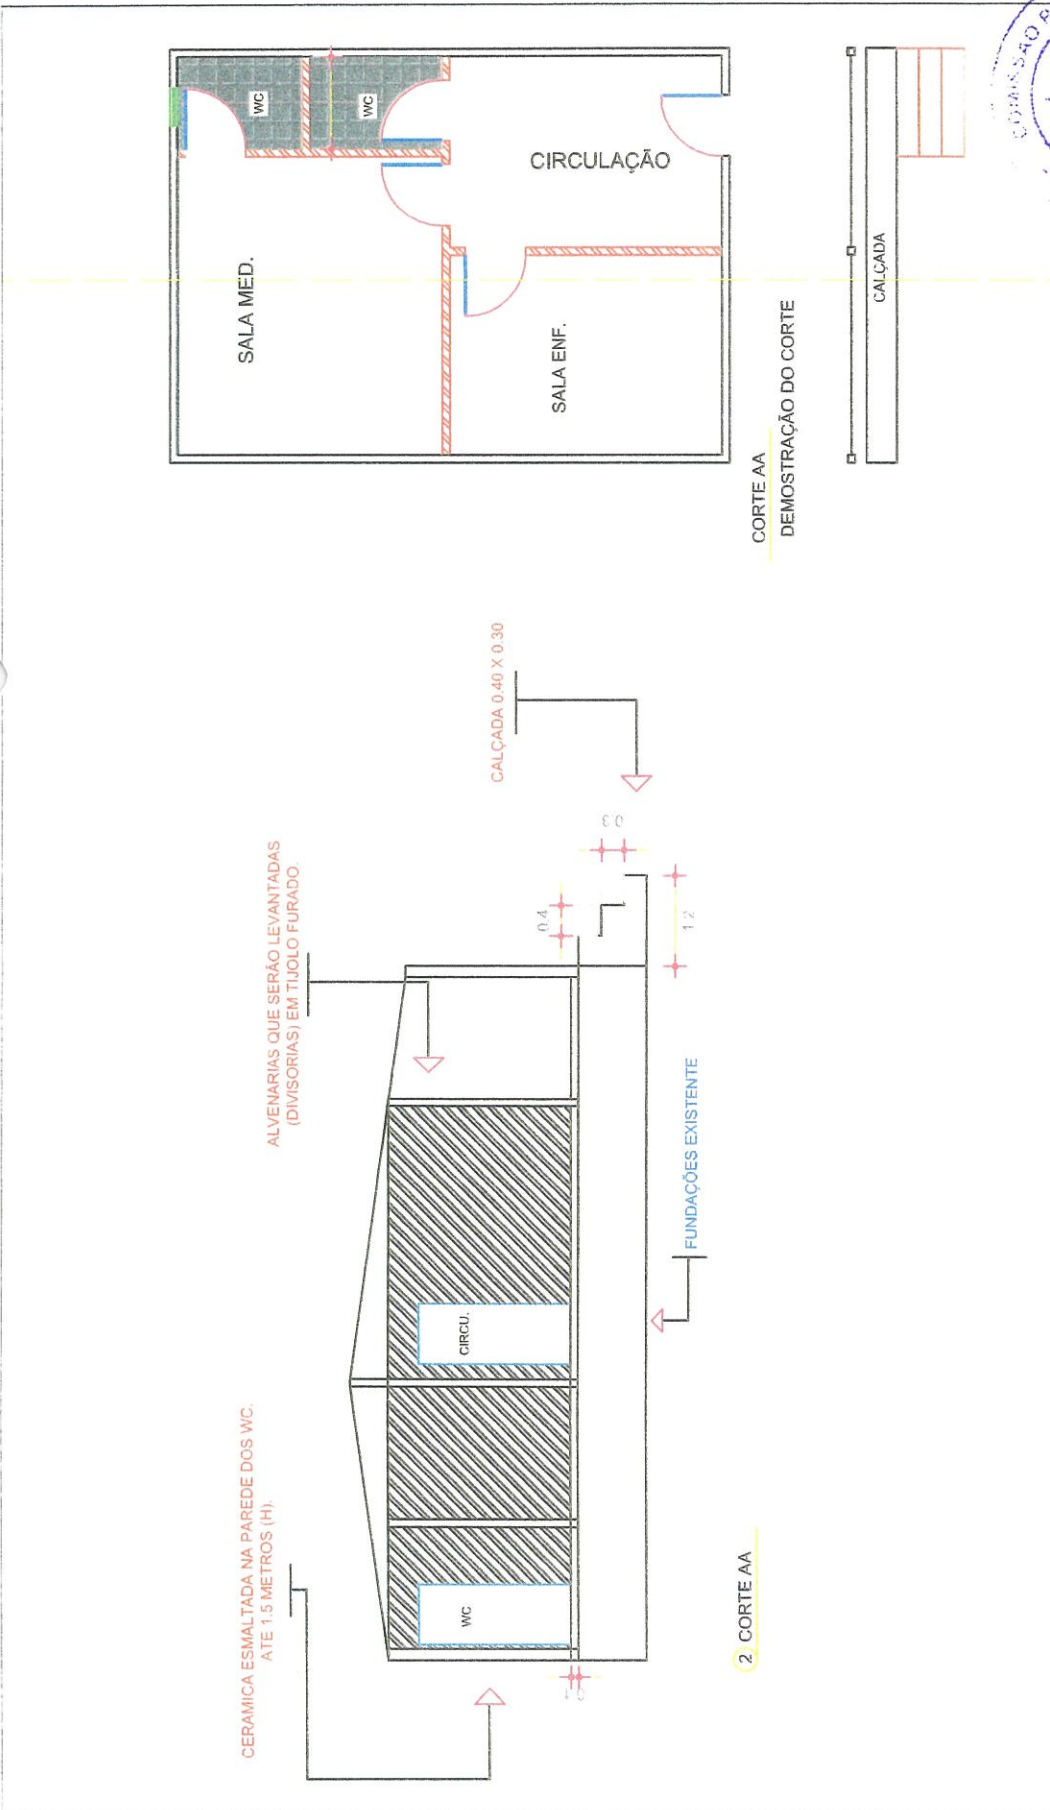 WC
WC
CIRCULAÇÃO
SALA MED.
SALA ENF.
CORTE AA
DEMOSTRAÇÃO DO CORTE
CALÇADA
COMISSAO
CALÇADA 0.40 X 0.30
ALVENARIAS QUE SERÃO LEVANTADAS
(DIVISORIAS) EM TIJOLO FURADO.
0.4
0.3
1.2
CIRCU.
WC
FUNDAÇÕES EXISTENTE
CERAMICA ESMALTADA NA PAREDE DOS WC.
ATE 1.5 METROS (H).
2 CORTE AA